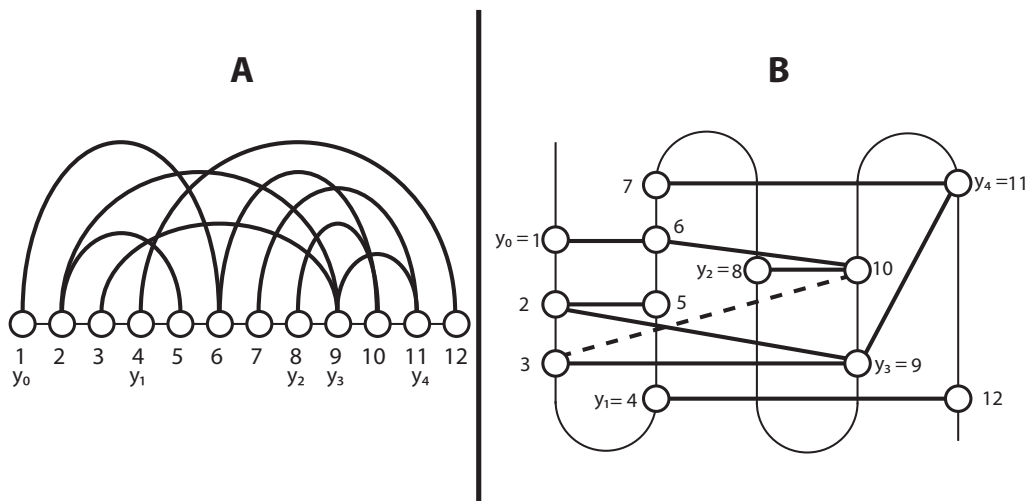 A
1 2 3 4 5 6 7 8 9 10 11 12
y₀ y₁ y₂ y₃ y₄
B
7
y₄ = 11
y₀ = 1
6
y₂ = 8
10
2
5
3
y₃ = 9
y₁ = 4
12